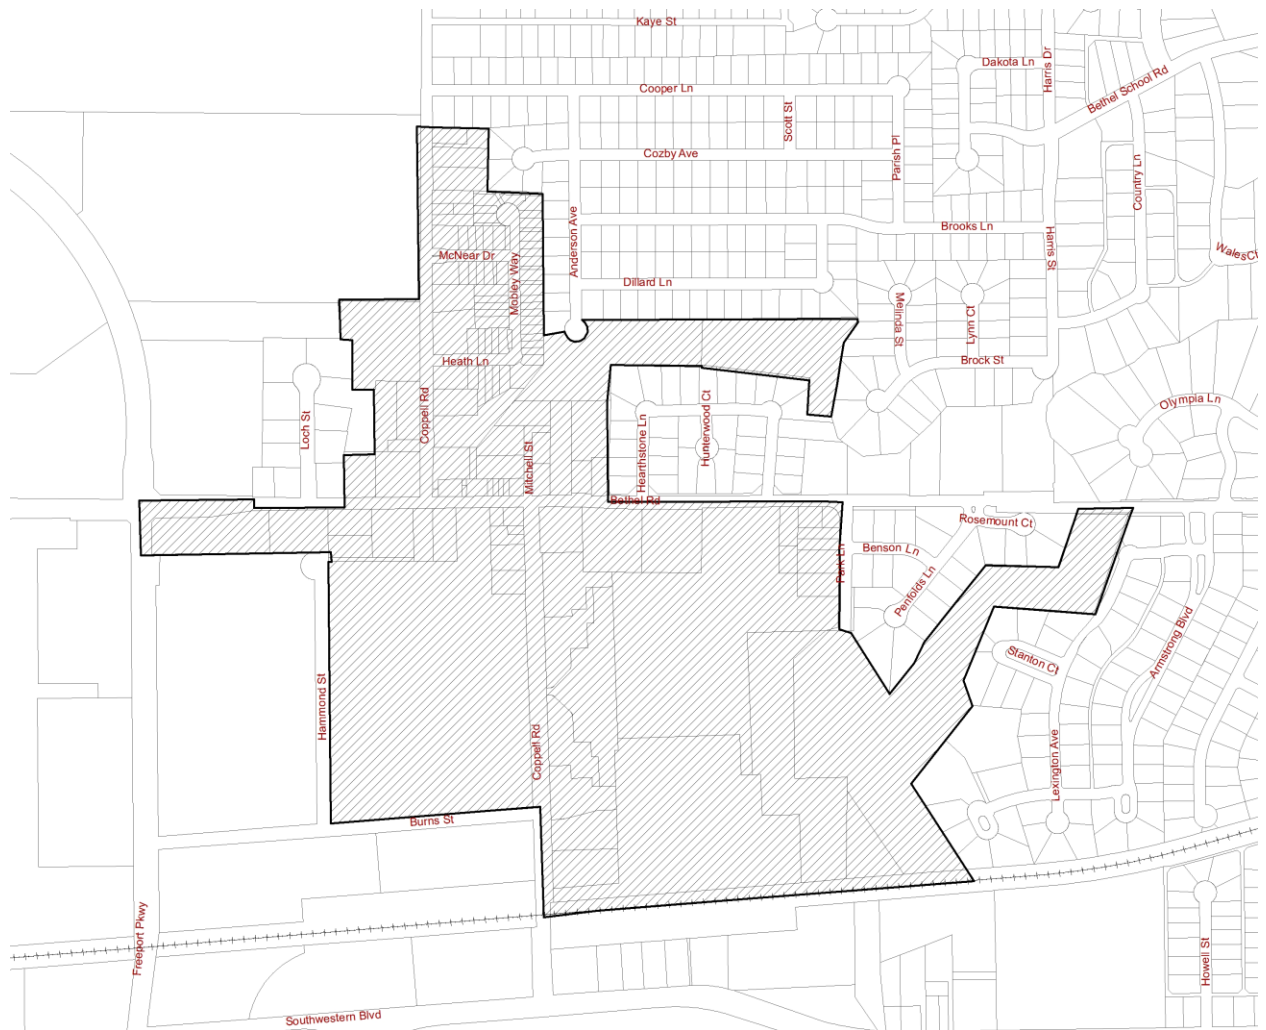 Kaye St
Dakota Ln
Harris Dr
Bethel School Rd
Cooper Ln
Scott St
Cozby Ave
Parish Pl
Country Ln
Anderson Ave
Brooks Ln
Harris St
McNear Dr
Mobley Way
Dillard Ln
Melinda St
Lynn Ct
Heath Ln
Brock St
Coppell Rd
Loch St
Olympia Ln
Mitchell St
Hearthstone Ln
Hunterwood Ct
Bethel Rd
Rosemount Ct
Park Ln
Benson Ln
Penfolds Ln
Armstrong Blvd
Stanton Ct
Hammond St
Coppell Rd
Lexington Ave
Burns St
Freeport Pkwy
Howell St
Southwestern Blvd